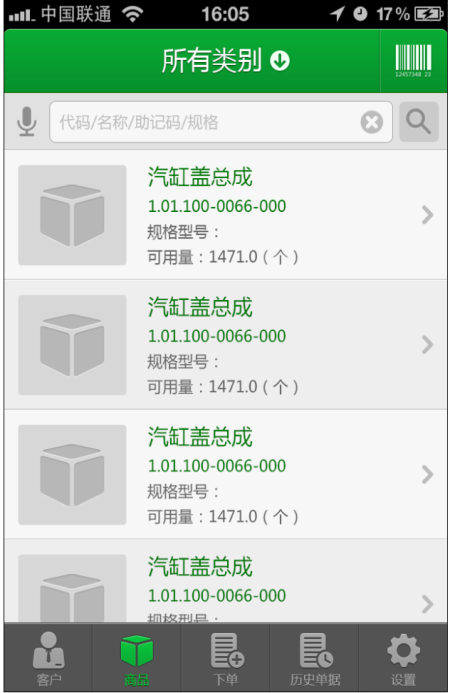 中国联通 16:05 17%
所有类别
12457348 23
代码/名称/助记码/规格
汽缸盖总成
1.01.100-0066-000
规格型号：
可用量：1471.0（个）
汽缸盖总成
1.01.100-0066-000
规格型号：
可用量：1471.0（个）
汽缸盖总成
1.01.100-0066-000
规格型号：
可用量：1471.0（个）
汽缸盖总成
1.01.100-0066-000
规格型号：
客户 商品 下单 历史单据 设置